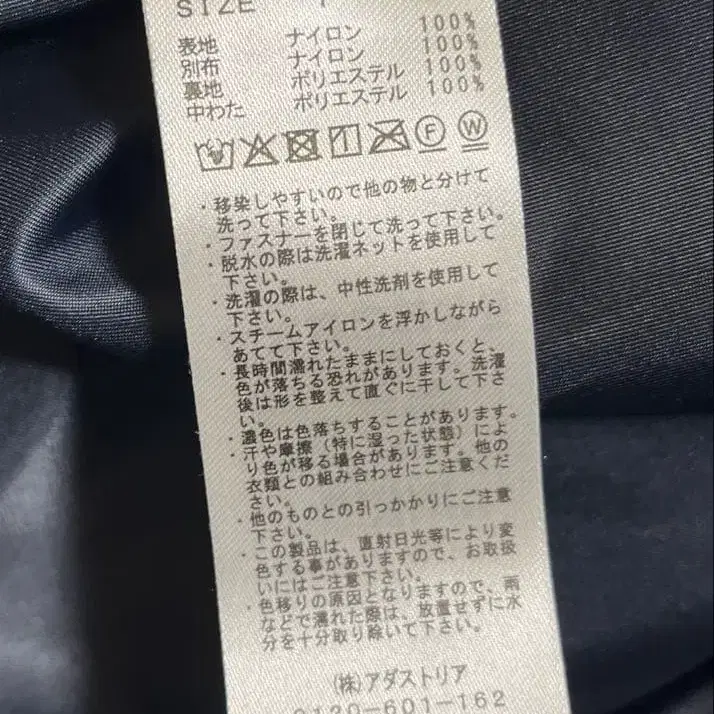 SIZE
表地 ナイロン 100%
別布 ナイロン 100%
裏地 ポリエステル 100%
中わた ポリエステル 100%
F W
・移染しやすいので他の物と分けて
洗って下さい。
・ファスナーを閉じて洗って下さい。
・脱水の際は洗濯ネットを使用して
下さい。
・洗濯の際は、中性洗剤を使用して
下さい。
・スチームアイロンを浮かしながら
あてて下さい。
・長時間濡れたままにしておくと、
色が落ちる恐れがあります。洗濯
後は形を整えて直ぐに干して下さ
い。
・濃色は色落ちすることがあります。
・汗や摩擦(特に湿った状態)によ
り色が移る場合があります。他の
衣類との組み合わせにご注意くだ
さい。
・他のものとの引っかかりにご注意
下さい。
・この製品は、直射日光等により変
色する事がありますので、お取扱
いにはご注意下さい。
・色移りの原因となりますので、雨
などで濡れた際は、放置せずに水
分を十分取り除いて下さい。
(株)アダストリア
0120-601-162